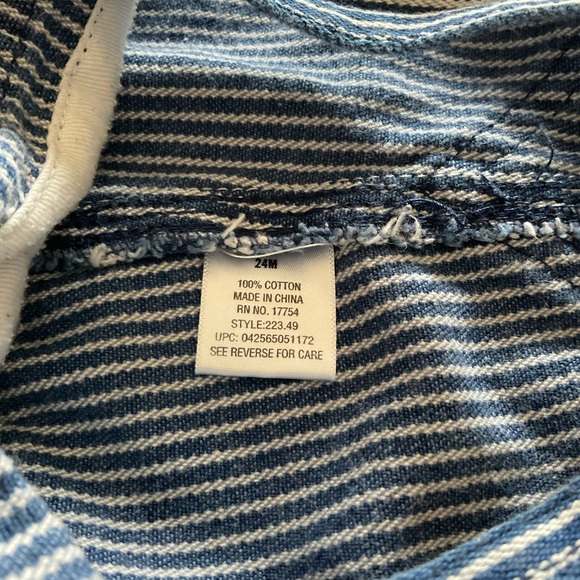 24M
100% COTTON
MADE IN CHINA
RN NO. 17754
STYLE:223.49
UPC: 042565051172
SEE REVERSE FOR CARE